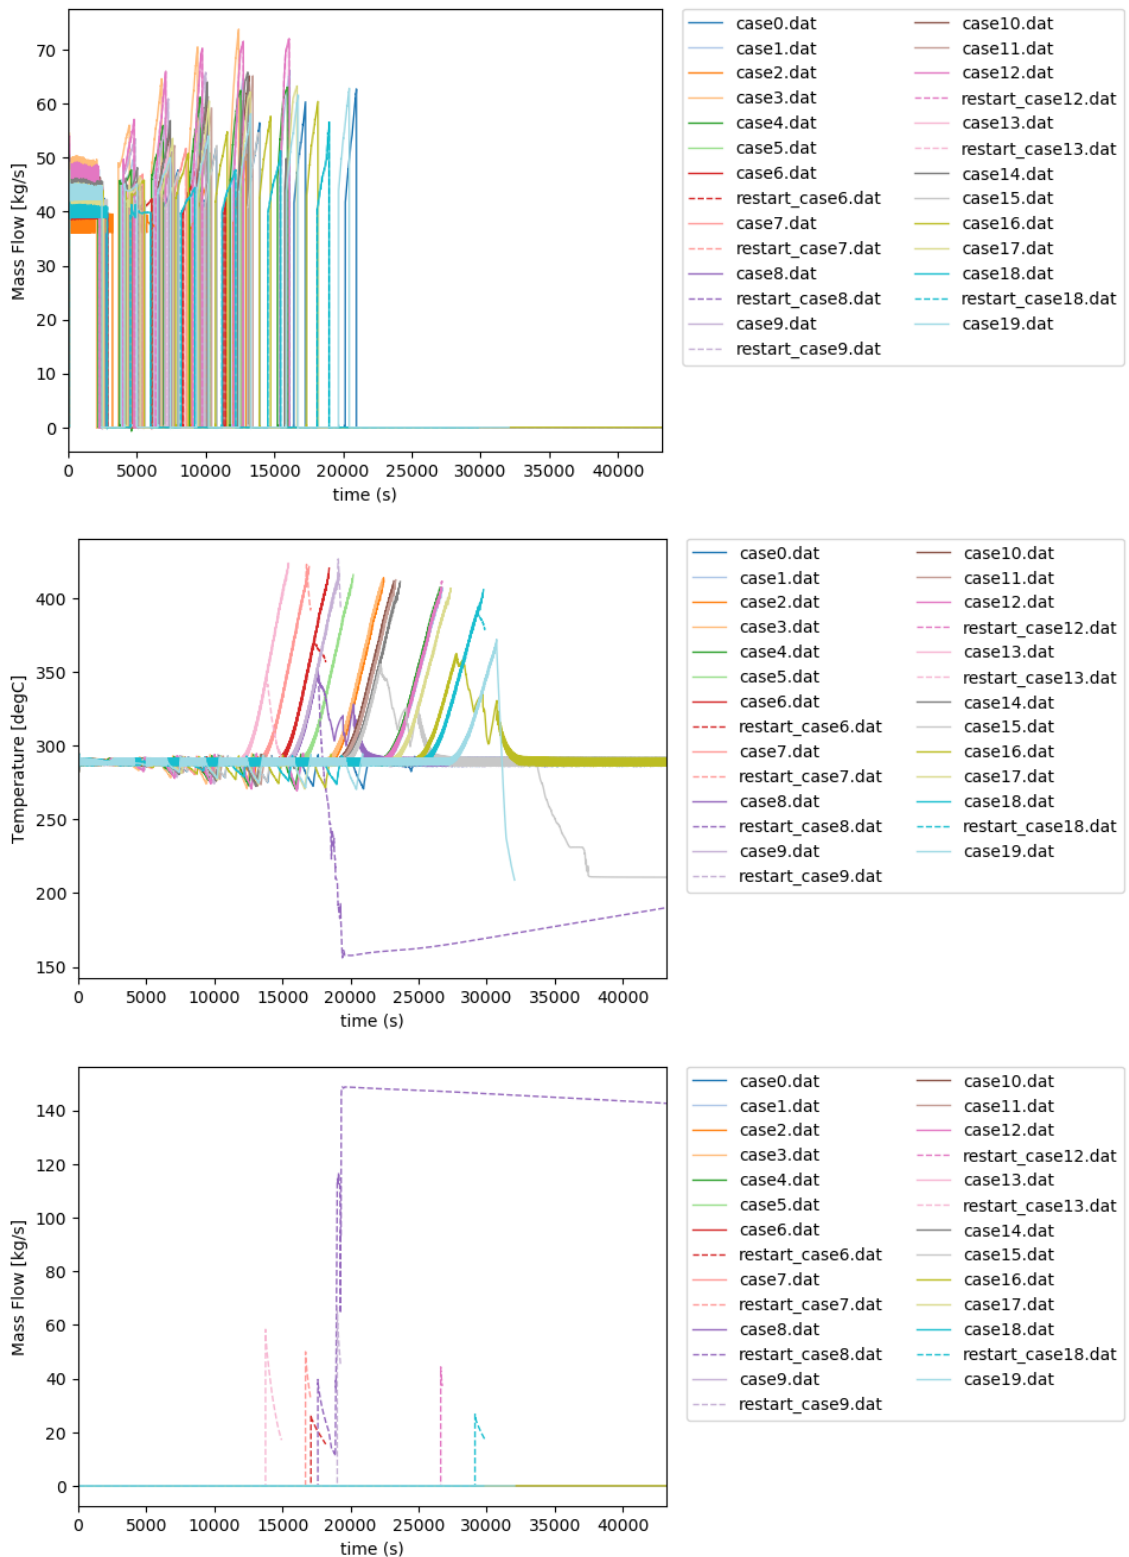 Mass Flow [kg/s]
70
60
50
40
30
20
10
0
0 5000 10000 15000 20000 25000 30000 35000 40000
time (s)
case0.dat case10.dat
case1.dat case11.dat
case2.dat case12.dat
case3.dat restart_case12.dat
case4.dat case13.dat
case5.dat restart_case13.dat
case6.dat case14.dat
restart_case6.dat case15.dat
case7.dat case16.dat
restart_case7.dat case17.dat
case8.dat case18.dat
restart_case8.dat restart_case18.dat
case9.dat case19.dat
restart_case9.dat
Temperature [degC]
400
350
300
250
200
150
0 5000 10000 15000 20000 25000 30000 35000 40000
time (s)
case0.dat case10.dat
case1.dat case11.dat
case2.dat case12.dat
case3.dat restart_case12.dat
case4.dat case13.dat
case5.dat restart_case13.dat
case6.dat case14.dat
restart_case6.dat case15.dat
case7.dat case16.dat
restart_case7.dat case17.dat
case8.dat case18.dat
restart_case8.dat restart_case18.dat
case9.dat case19.dat
restart_case9.dat
Mass Flow [kg/s]
140
120
100
80
60
40
20
0
0 5000 10000 15000 20000 25000 30000 35000 40000
time (s)
case0.dat case10.dat
case1.dat case11.dat
case2.dat case12.dat
case3.dat restart_case12.dat
case4.dat case13.dat
case5.dat restart_case13.dat
case6.dat case14.dat
restart_case6.dat case15.dat
case7.dat case16.dat
restart_case7.dat case17.dat
case8.dat case18.dat
restart_case8.dat restart_case18.dat
case9.dat case19.dat
restart_case9.dat